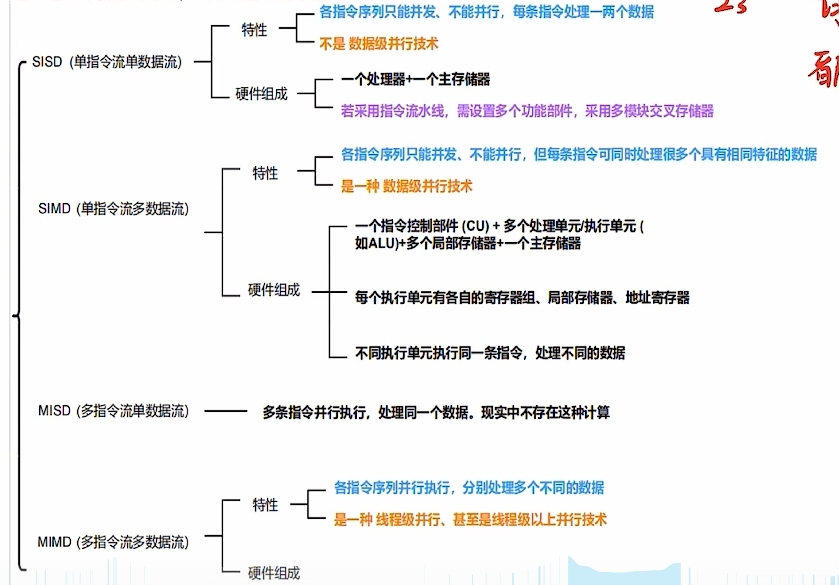 各指令序列只能并发、不能并行，每条指令处理一两个数据
特性
不是 数据级并行技术
SISD (单指令流单数据流)
一个处理器+一个主存储器
硬件组成
若采用指令流水线，需设置多个功能部件，采用多模块交叉存储器
各指令序列只能并发、不能并行，但每条指令可同时处理很多个具有相同特征的数据
特性
是一种 数据级并行技术
SIMD (单指令流多数据流)
一个指令控制部件 (CU) + 多个处理单元/执行单元 (
如ALU)+多个局部存储器+一个主存储器
硬件组成
每个执行单元有各自的寄存器组、局部存储器、地址寄存器
不同执行单元执行同一条指令，处理不同的数据
MISD (多指令流单数据流)
多条指令并行执行，处理同一个数据。现实中不存在这种计算
各指令序列并行执行，分别处理多个不同的数据
特性
是一种 线程级并行、甚至是线程级以上并行技术
MIMD (多指令流多数据流)
硬件组成